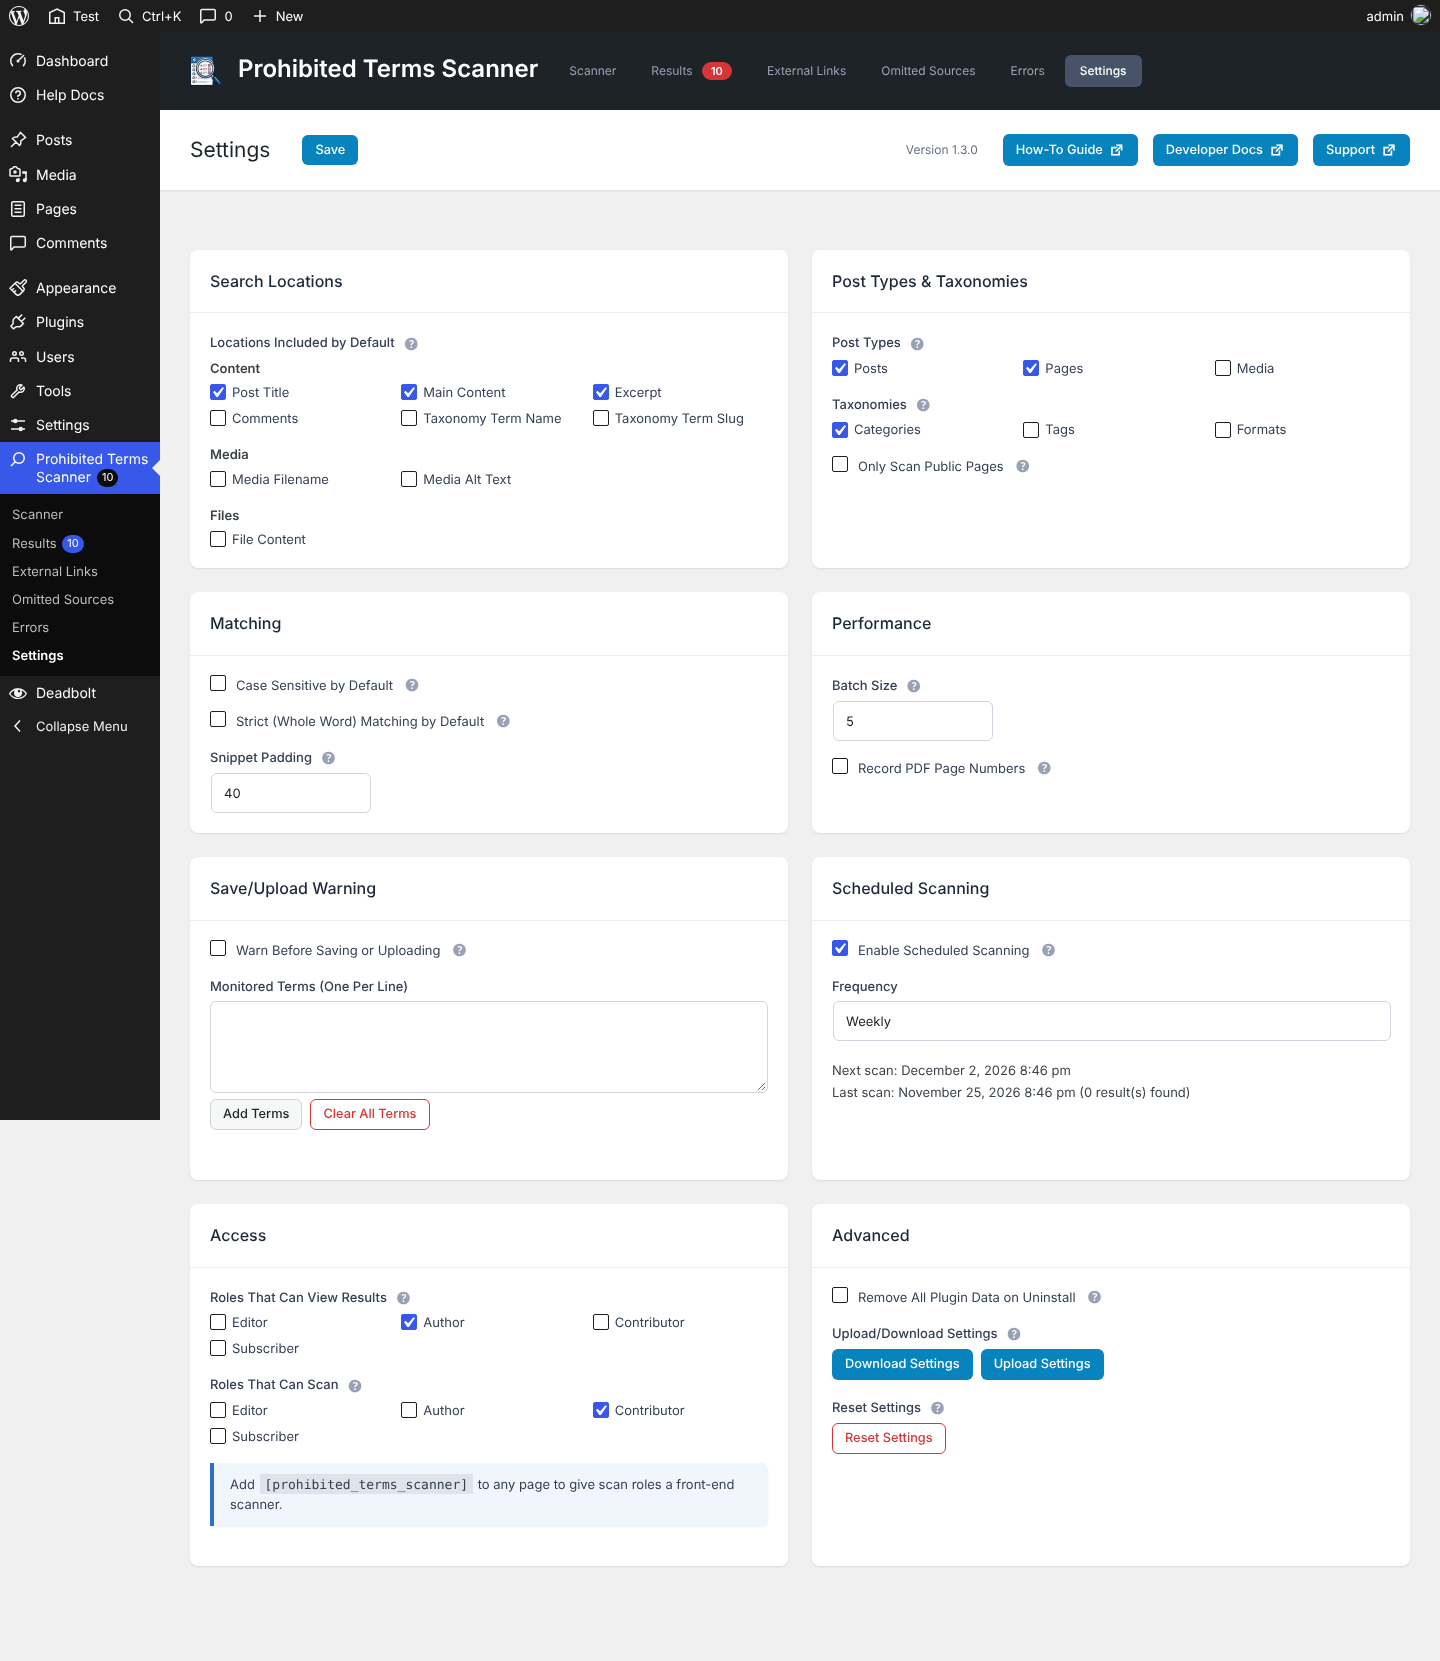 Test
Ctrl+K
0
New
admin
Dashboard
Help Docs
Posts
Media
Pages
Comments
Appearance
Plugins
Users
Tools
Settings
Prohibited Terms
Scanner 10
Scanner
Results 10
External Links
Omitted Sources
Errors
Settings
Deadbolt
Collapse Menu
Prohibited Terms Scanner
Scanner
Results 10
External Links
Omitted Sources
Errors
Settings
Settings
Save
Version 1.3.0
How-To Guide
Developer Docs
Support
Search Locations
Locations Included by Default ?
Content
Post Title
Main Content
Excerpt
Comments
Taxonomy Term Name
Taxonomy Term Slug
Media
Media Filename
Media Alt Text
Files
File Content
Post Types & Taxonomies
Post Types ?
Posts
Pages
Media
Taxonomies ?
Categories
Tags
Formats
Only Scan Public Pages ?
Matching
Case Sensitive by Default ?
Strict (Whole Word) Matching by Default ?
Snippet Padding ?
40
Performance
Batch Size ?
5
Record PDF Page Numbers ?
Save/Upload Warning
Warn Before Saving or Uploading ?
Monitored Terms (One Per Line)
Add Terms
Clear All Terms
Scheduled Scanning
Enable Scheduled Scanning ?
Frequency
Weekly
Next scan: December 2, 2026 8:46 pm
Last scan: November 25, 2026 8:46 pm (0 result(s) found)
Access
Roles That Can View Results ?
Editor
Author
Contributor
Subscriber
Roles That Can Scan ?
Editor
Author
Contributor
Subscriber
Add [prohibited_terms_scanner] to any page to give scan roles a front-end
scanner.
Advanced
Remove All Plugin Data on Uninstall ?
Upload/Download Settings ?
Download Settings
Upload Settings
Reset Settings ?
Reset Settings